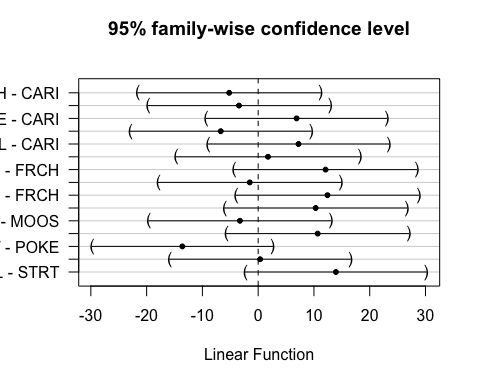 95% family-wise confidence level
H - CARI
E - CARI
L - CARI
- FRCH
- FRCH
- MOOS
- POKE
- STRT
-30 -20 -10 0 10 20 30
Linear Function